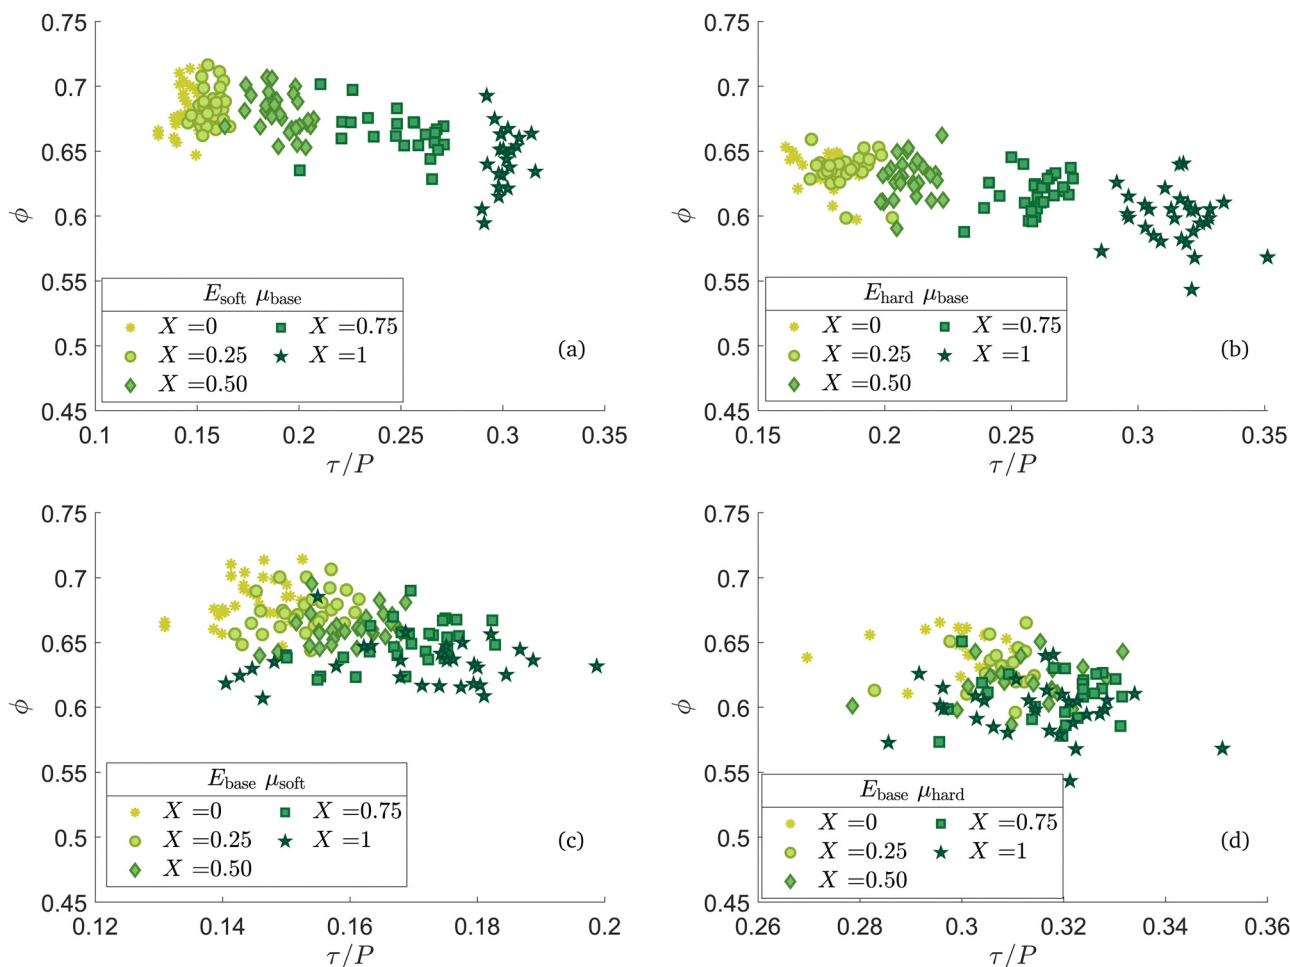 0.75
0.7
0.65
0.6
0.55
0.5
0.45
ϕ
E_soft μ_base
X =0
X =0.75
X =0.25
X =1
X =0.50
(a)
0.1
0.15
0.2
0.25
0.3
0.35
τ/P
0.75
0.7
0.65
0.6
0.55
0.5
0.45
ϕ
E_hard μ_base
X =0
X =0.75
X =0.25
X =1
X =0.50
(b)
0.15
0.2
0.25
0.3
0.35
τ/P
0.75
0.7
0.65
0.6
0.55
0.5
0.45
ϕ
E_base μ_soft
X =0
X =0.75
X =0.25
X =1
X =0.50
(c)
0.12
0.14
0.16
0.18
0.2
τ/P
0.75
0.7
0.65
0.6
0.55
0.5
0.45
ϕ
E_base μ_hard
X =0
X =0.75
X =0.25
X =1
X =0.50
(d)
0.26
0.28
0.3
0.32
0.34
0.36
τ/P